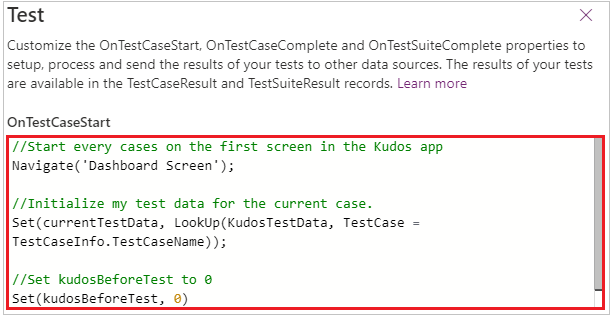 Test
Customize the OnTestCaseStart, OnTestCaseComplete and OnTestSuiteComplete properties to
setup, process and send the results of your tests to other data sources. The results of your tests
are available in the TestCaseResult and TestSuiteResult records. Learn more
OnTestCaseStart
//Start every cases on the first screen in the Kudos app
Navigate('Dashboard Screen');
//Initialize my test data for the current case.
Set(currentTestData, LookUp(KudosTestData, TestCase =
TestCaseInfo.TestCaseName));
//Set kudosBeforeTest to 0
Set(kudosBeforeTest, 0)